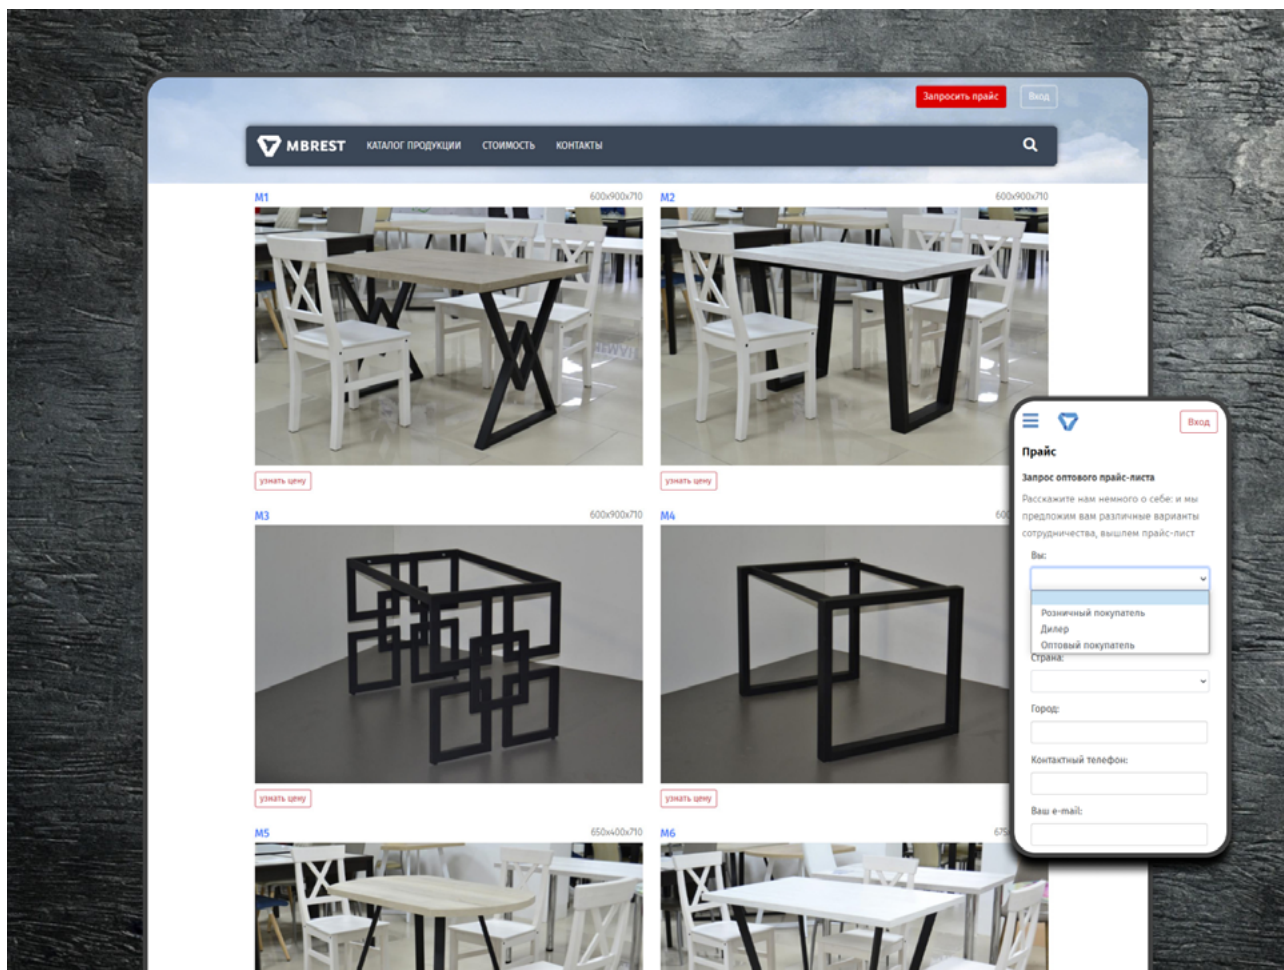 Запросить прайс
Вход
MBREST
КАТАЛОГ ПРОДУКЦИИ
СТОИМОСТЬ
КОНТАКТЫ
M1
600x900x710
M2
600x900x710
узнать цену
узнать цену
M3
600x900x710
M4
600
узнать цену
узнать цену
M5
650x400x710
M6
675
Вход
Прайс
Запрос оптового прайс-листа
Расскажите нам немного о себе: и мы
предложим вам различные варианты
сотрудничества, вышлем прайс-лист
Вы:
Розничный покупатель
Дилер
Оптовый покупатель
Страна:
Город:
Контактный телефон:
Ваш e-mail: